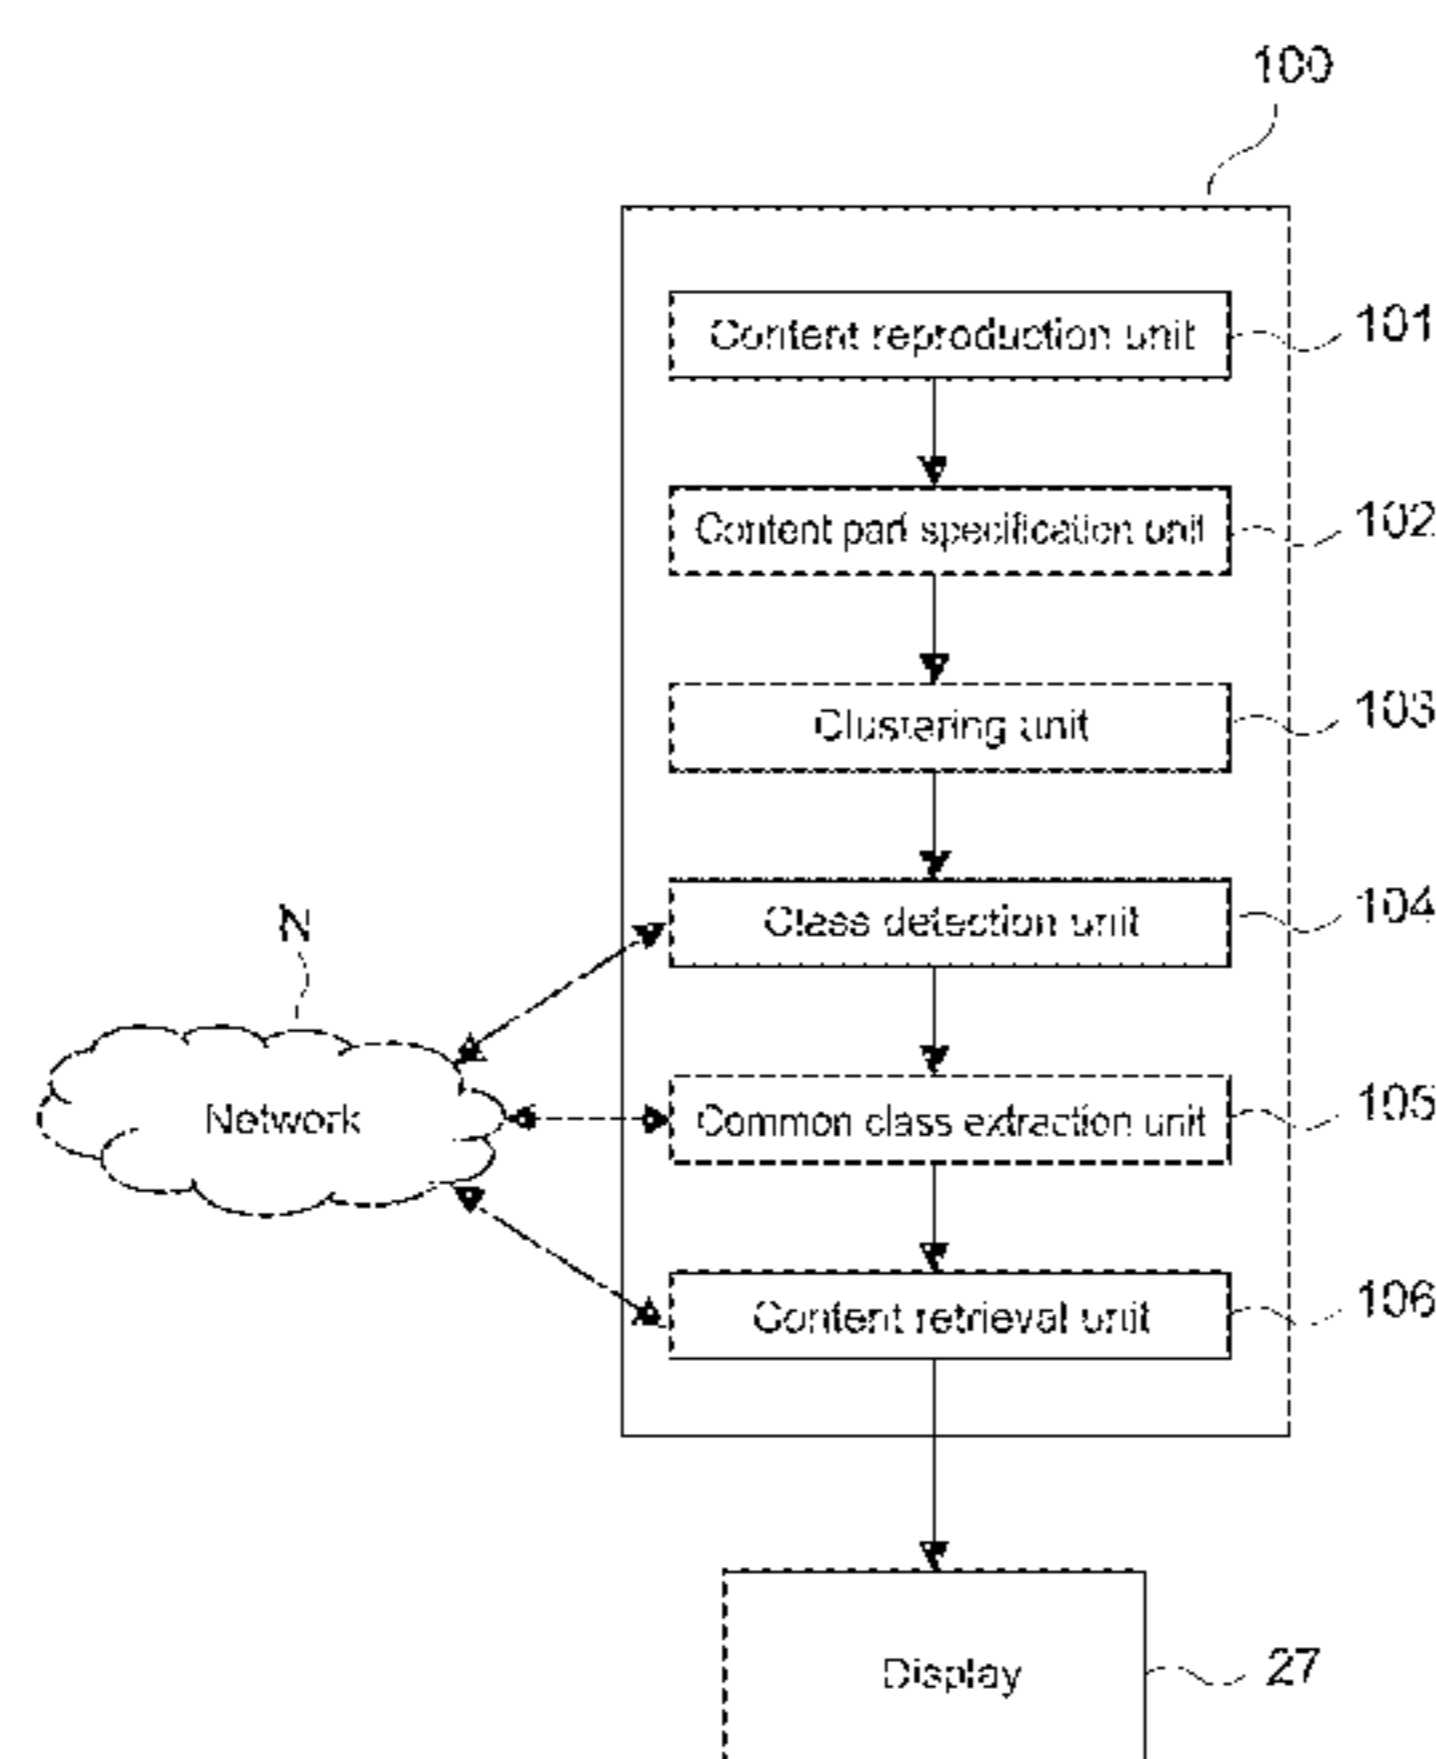 100
Content reproduction unit
101
Content part specification unit
102
Clustering unit
103
Class detection unit
104
N
Network
Common class extraction unit
105
Content retrieval unit
106
Display
27